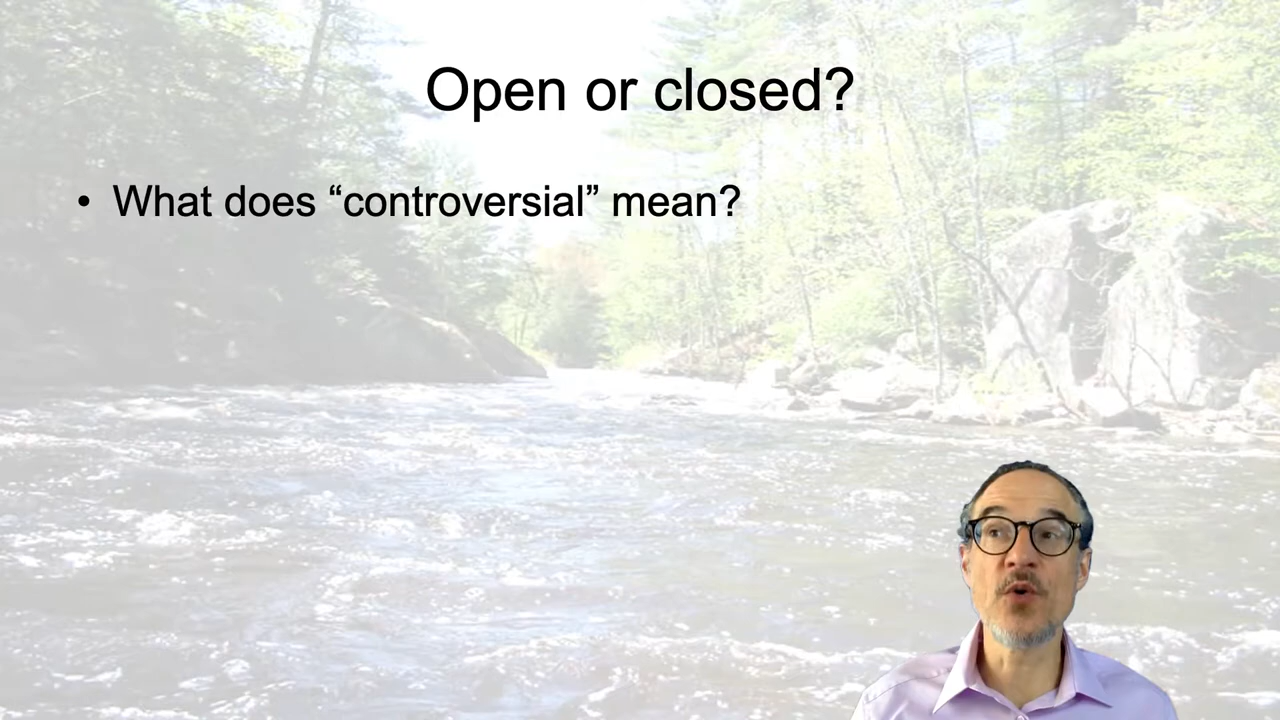 Open or closed?
• What does “controversial” mean?